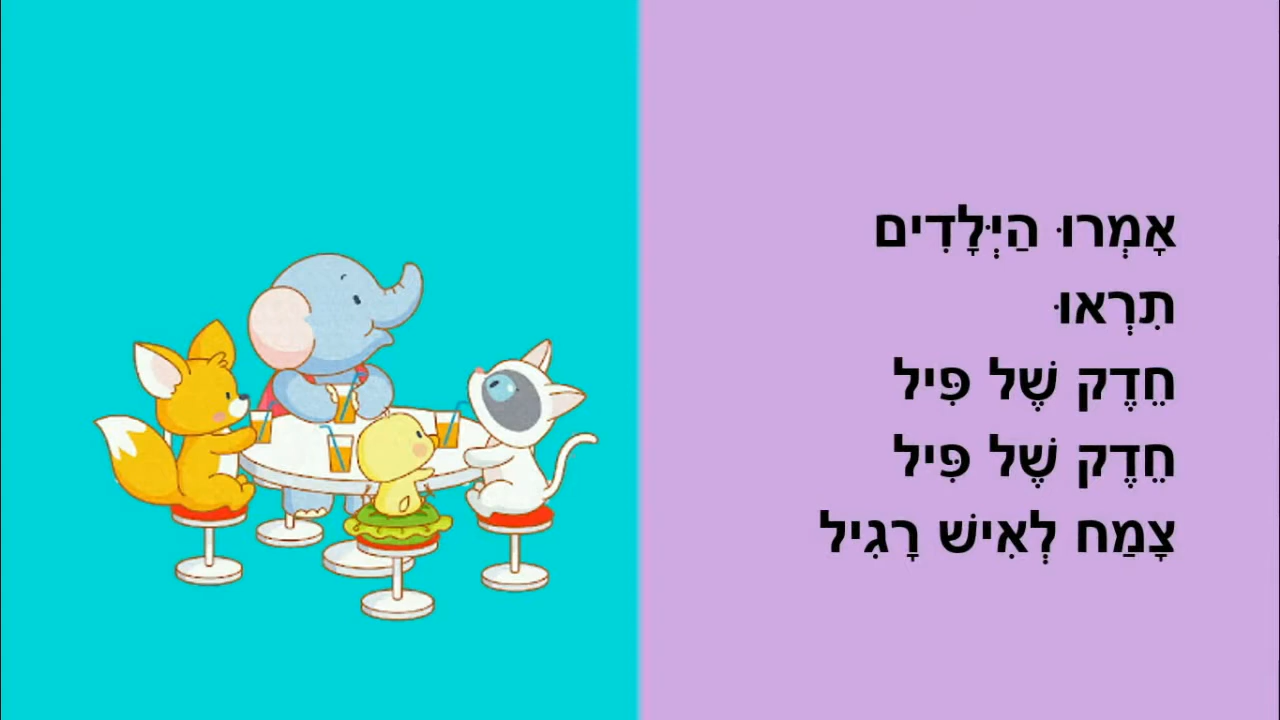 אָמְרוּ הַיְּלָדִים
תִרְאוּ
חֵדֶק שֶׁל פִּיל
חֵדֶק שֶׁל פִּיל
צָמַח לְאִישׁ רָגִיל